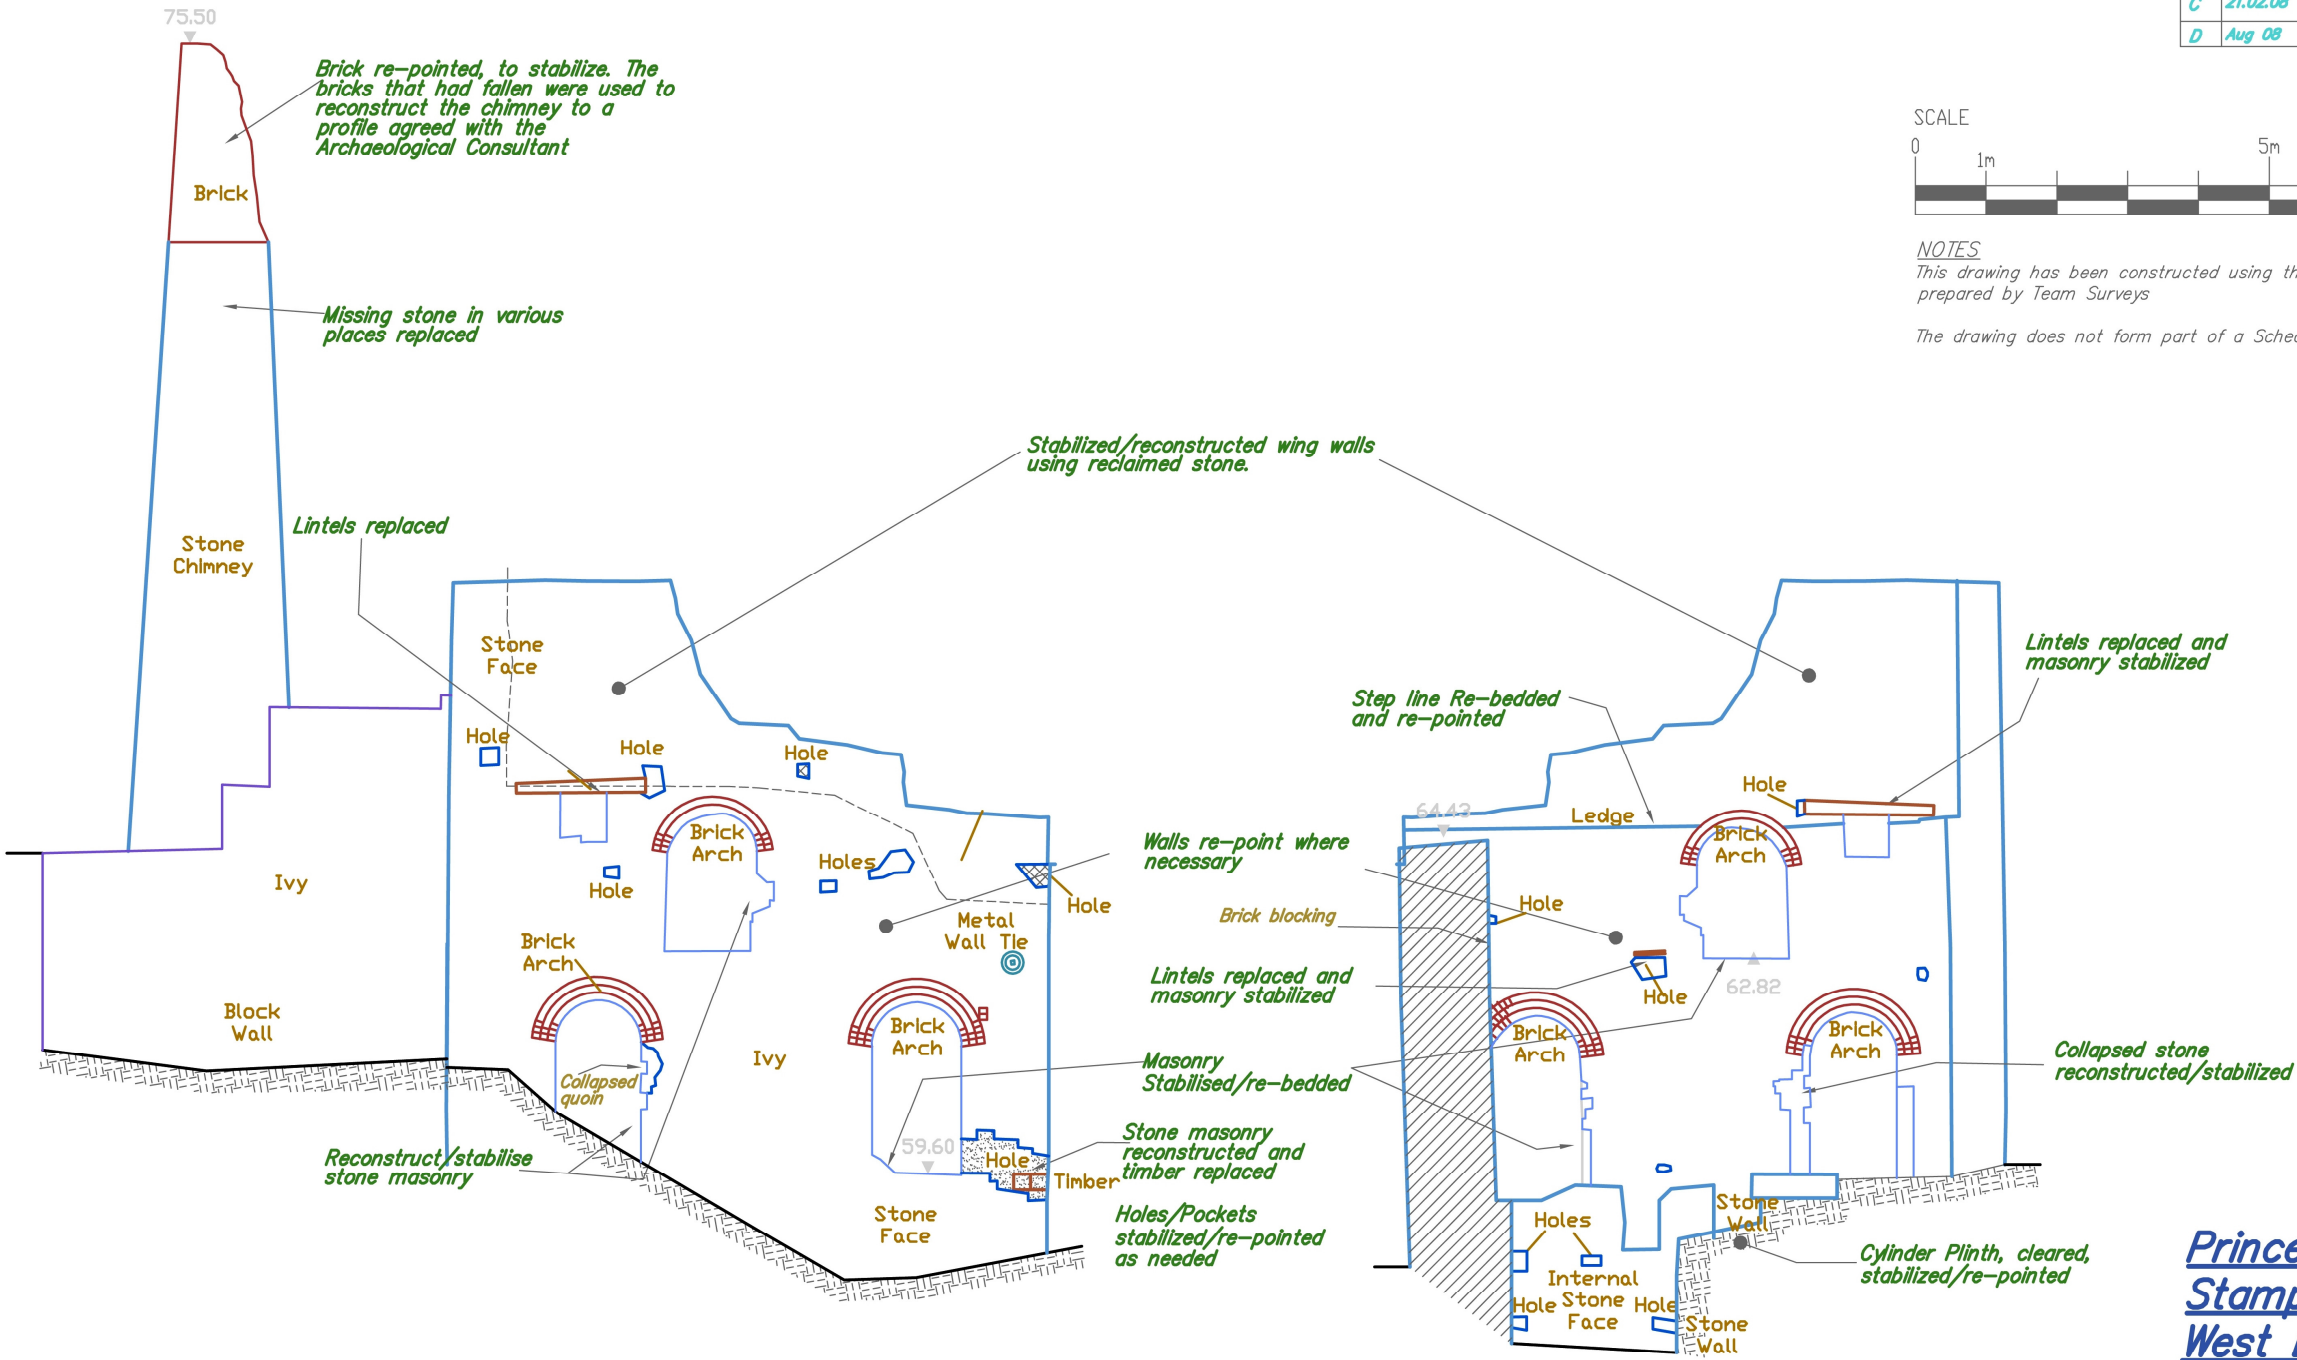 75.50
C 21.02.08
D Aug 08
Brick re-pointed, to stabilize. The
bricks that had fallen were used to
reconstruct the chimney to a
profile agreed with the
Archaeological Consultant
SCALE
0 1m 5m
Brick
NOTES
This drawing has been constructed using
prepared by Team Surveys
The drawing does not form part of a
Missing stone in various
places replaced
Stabilized/reconstructed wing walls
using reclaimed stone.
Lintels replaced
Stone
Chimney
Stone
Face
Lintels replaced and
masonry stabilized
Step line Re-bedded
and re-pointed
Hole
Hole
Hole
Hole
64.43
Ledge
Brick
Arch
Brick
Arch
Walls re-point where
necessary
Holes
Hole
Ivy
Hole
Hole
Brick blocking
Metal
Wall Tie
Brick
Arch
Lintels replaced and
masonry stabilized
Hole
62.82
Block
Wall
Brick
Arch
Brick
Arch
Brick
Arch
Ivy
Masonry
Stabilised/re-bedded
Collapsed stone
reconstructed/stabilized
Collapsed
quoin
59.60
Stone masonry
reconstructed and
timber replaced
Reconstruct/stabilise
stone masonry
Hole
Timber
Stone
Face
Holes/Pockets
stabilized/re-pointed
as needed
Holes
Stone
Wall
Cylinder Plinth, cleared,
stabilized/re-pointed
Internal
Stone
Face
Hole
Hole
Stone
Wall
West